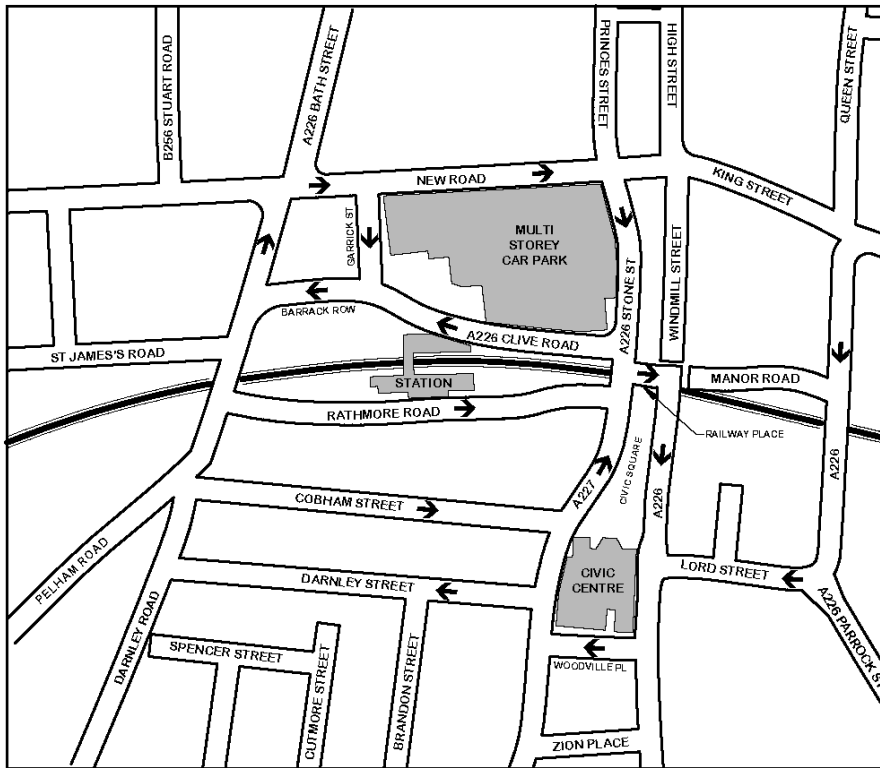 B256 STUART ROAD
A226 BATH STREET
PRINCES STREET
HIGH STREET
QUEEN STREET
NEW ROAD
KING STREET
GARRICK ST
MULTI
STOREY
CAR PARK
A226 STONE ST
WINDMILL STREET
BARRACK ROW
A226 CLIVE ROAD
ST JAMES'S ROAD
STATION
MANOR ROAD
RATHMORE ROAD
RAILWAY PLACE
CIVIC SQUARE
A227
A226
A226
COBHAM STREET
PELHAM ROAD
DARNLEY STREET
CIVIC
CENTRE
LORD STREET
A226 PARROCK ST
DARNLEY ROAD
SPENCER STREET
CUTMORE STREET
BRANDON STREET
WOODVILLE PL
ZION PLACE